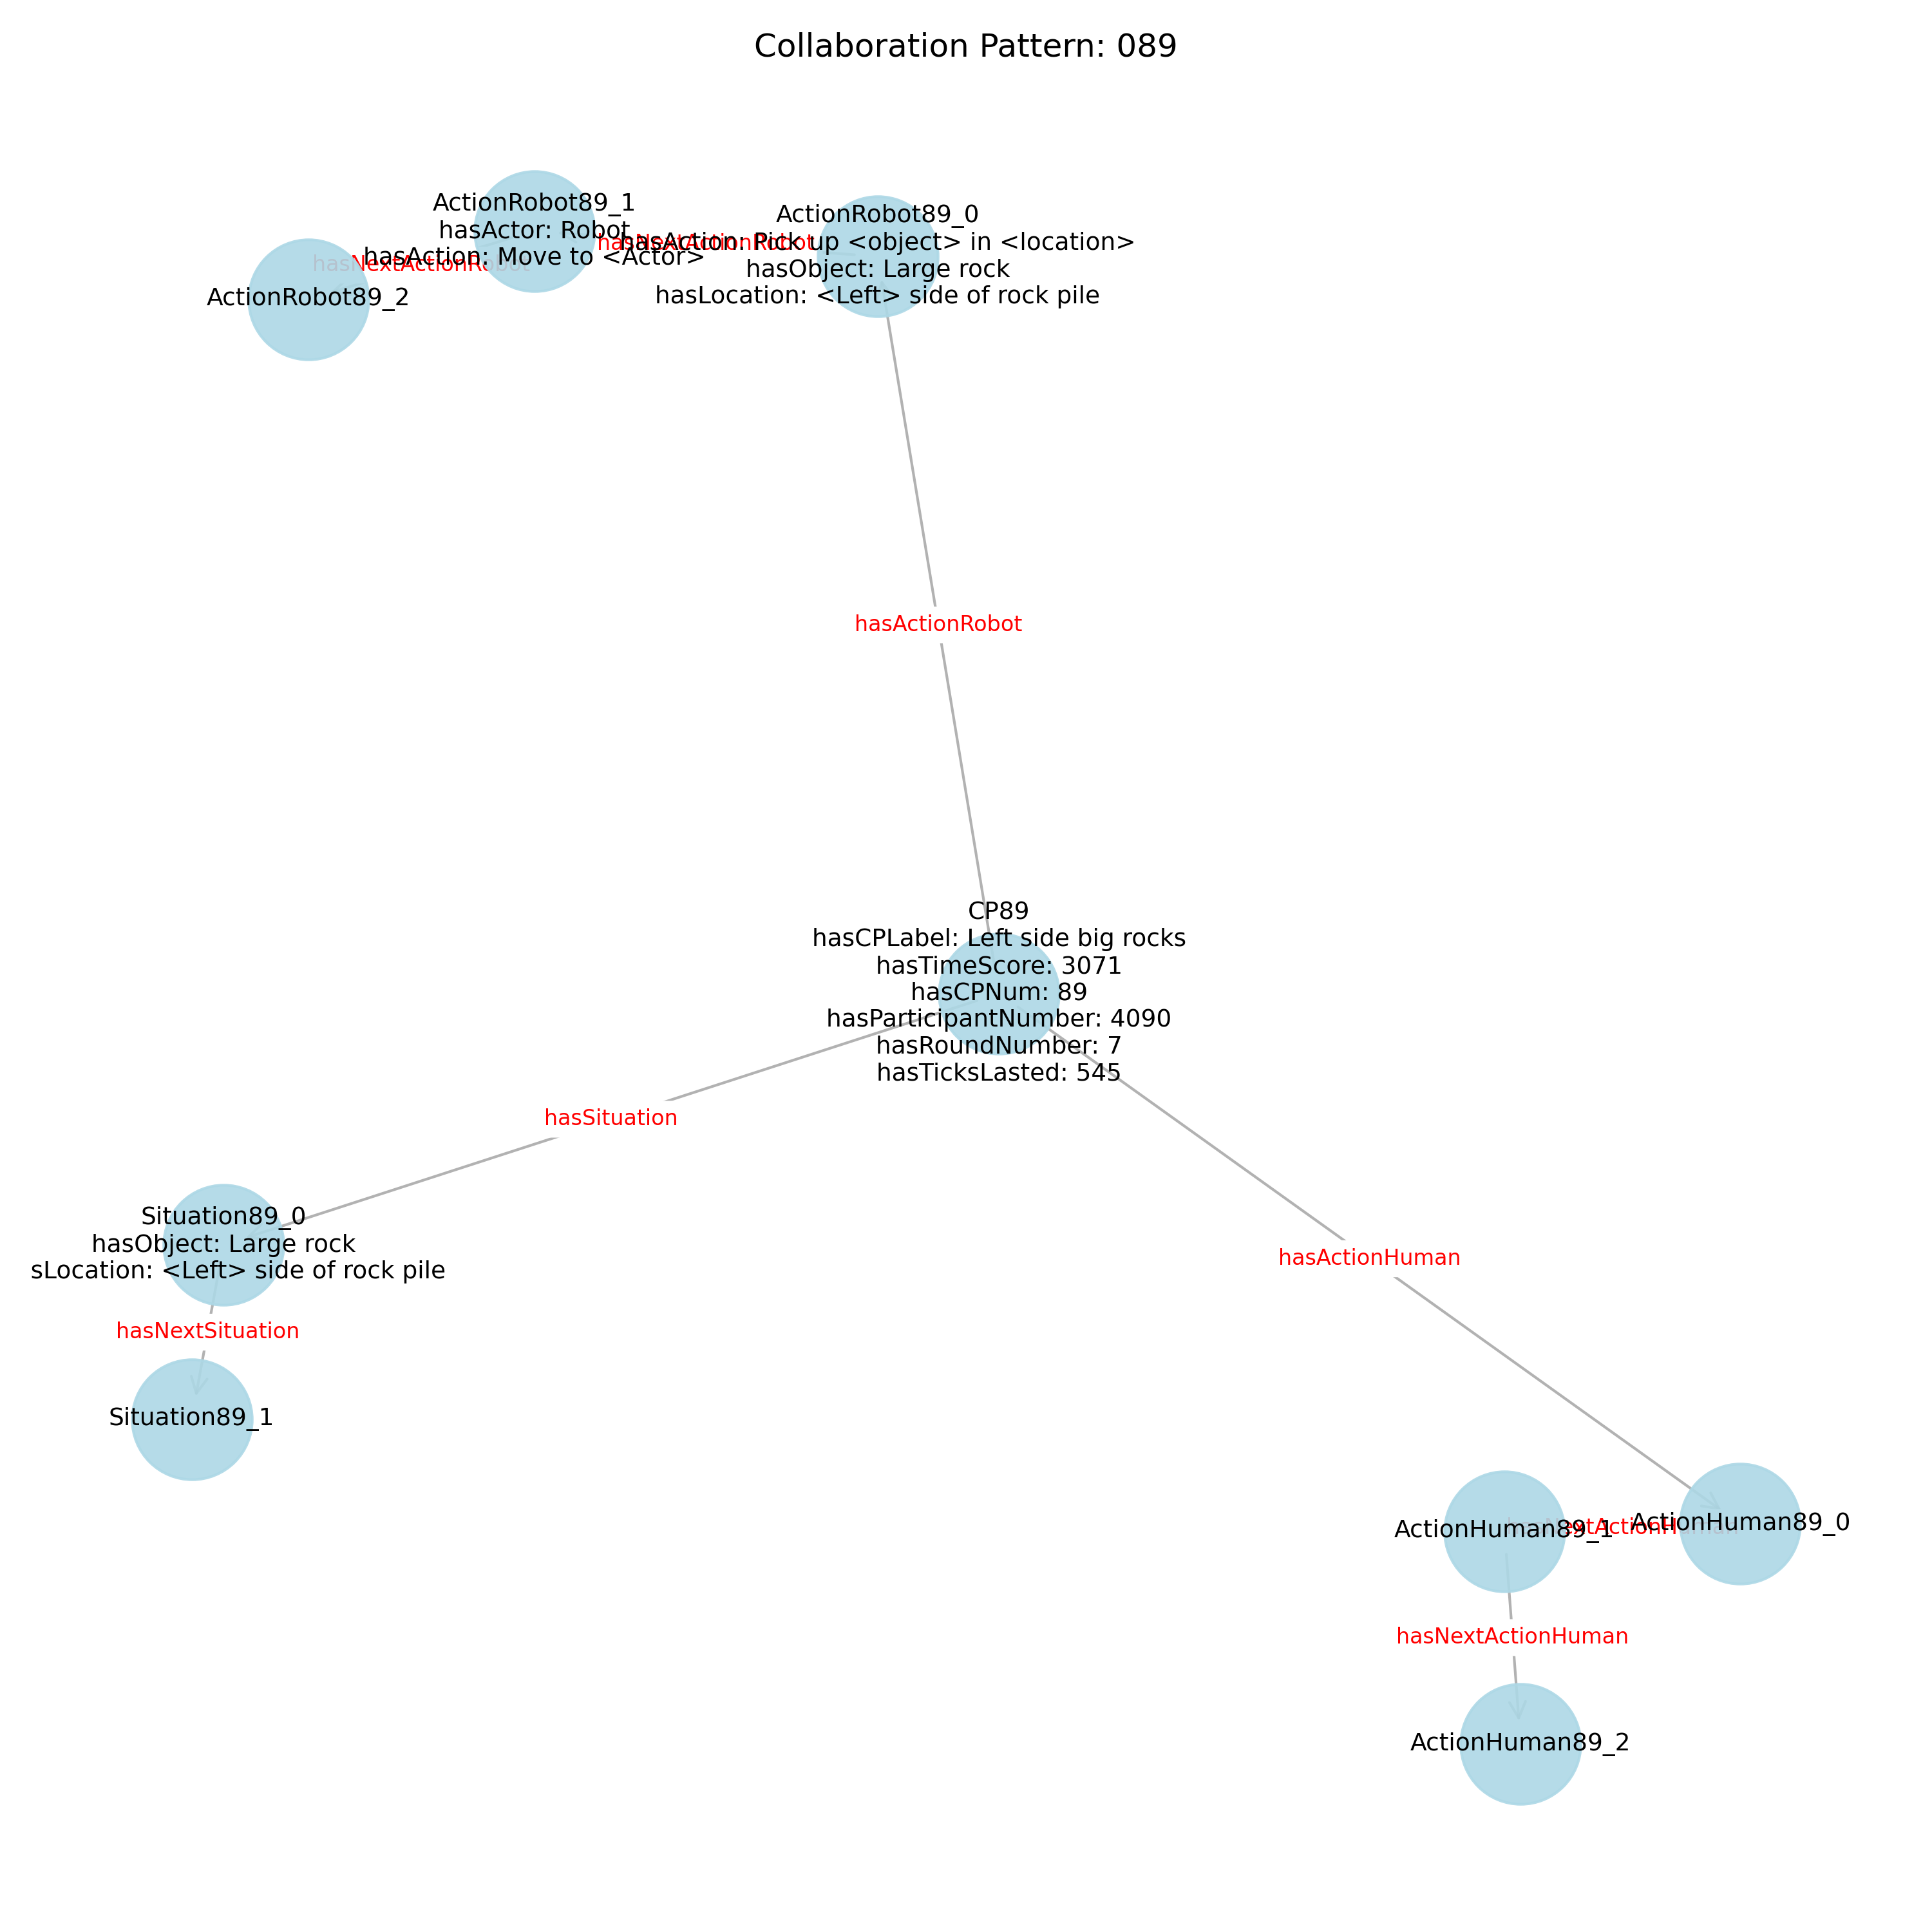 Collaboration Pattern: 089
ActionRobot89_1
hasActor: Robot
hasAction: Move to <Actor>
hasNextActionRobot
ActionRobot89_0
hasAction: Pick up <object> in <location>
hasObject: Large rock
hasLocation: <Left> side of rock pile
hasNextActionRobot
ActionRobot89_2
hasActionRobot
CP89
hasCPLabel: Left side big rocks
hasTimeScore: 3071
hasCPNum: 89
hasParticipantNumber: 4090
hasRoundNumber: 7
hasTicksLasted: 545
hasSituation
Situation89_0
hasObject: Large rock
sLocation: <Left> side of rock pile
hasActionHuman
hasNextSituation
Situation89_1
ActionHuman89_1
hasNextActionHuman
ActionHuman89_0
hasNextActionHuman
ActionHuman89_2